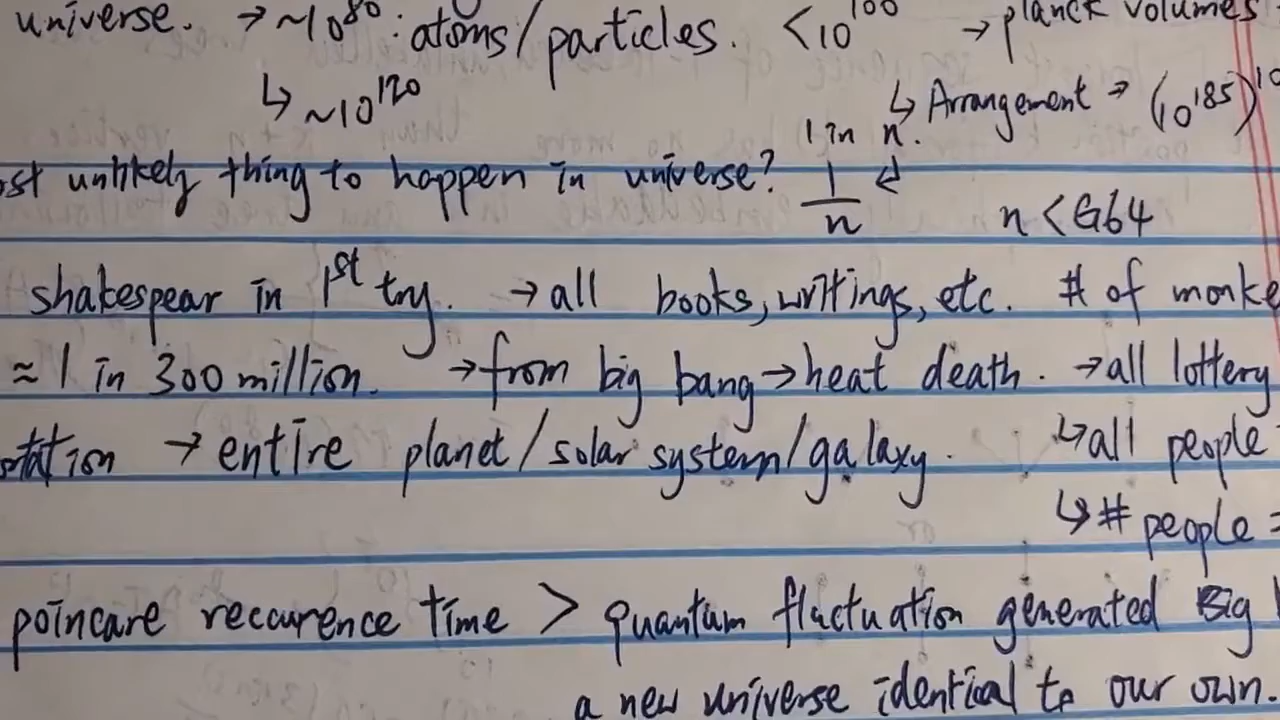 universe. → ~10^80 : atoms/particles. < 10^100 → planck volumes.
↳ ~10^120 ↳ Arrangement → (10^185)^10
1 in n.
unlikely thing to happen in universe? 1/n ↲ n < G64
shakespear in 1st try. → all books, writings, etc. # of monke
≈ 1 in 300 million. → from big bang → heat death. → all lottery
→ entire planet/solar system/galaxy. ↳ all people
↳ # people =
poincare recurence time > quantum fluctuation generated Big
a new universe identical to our own.